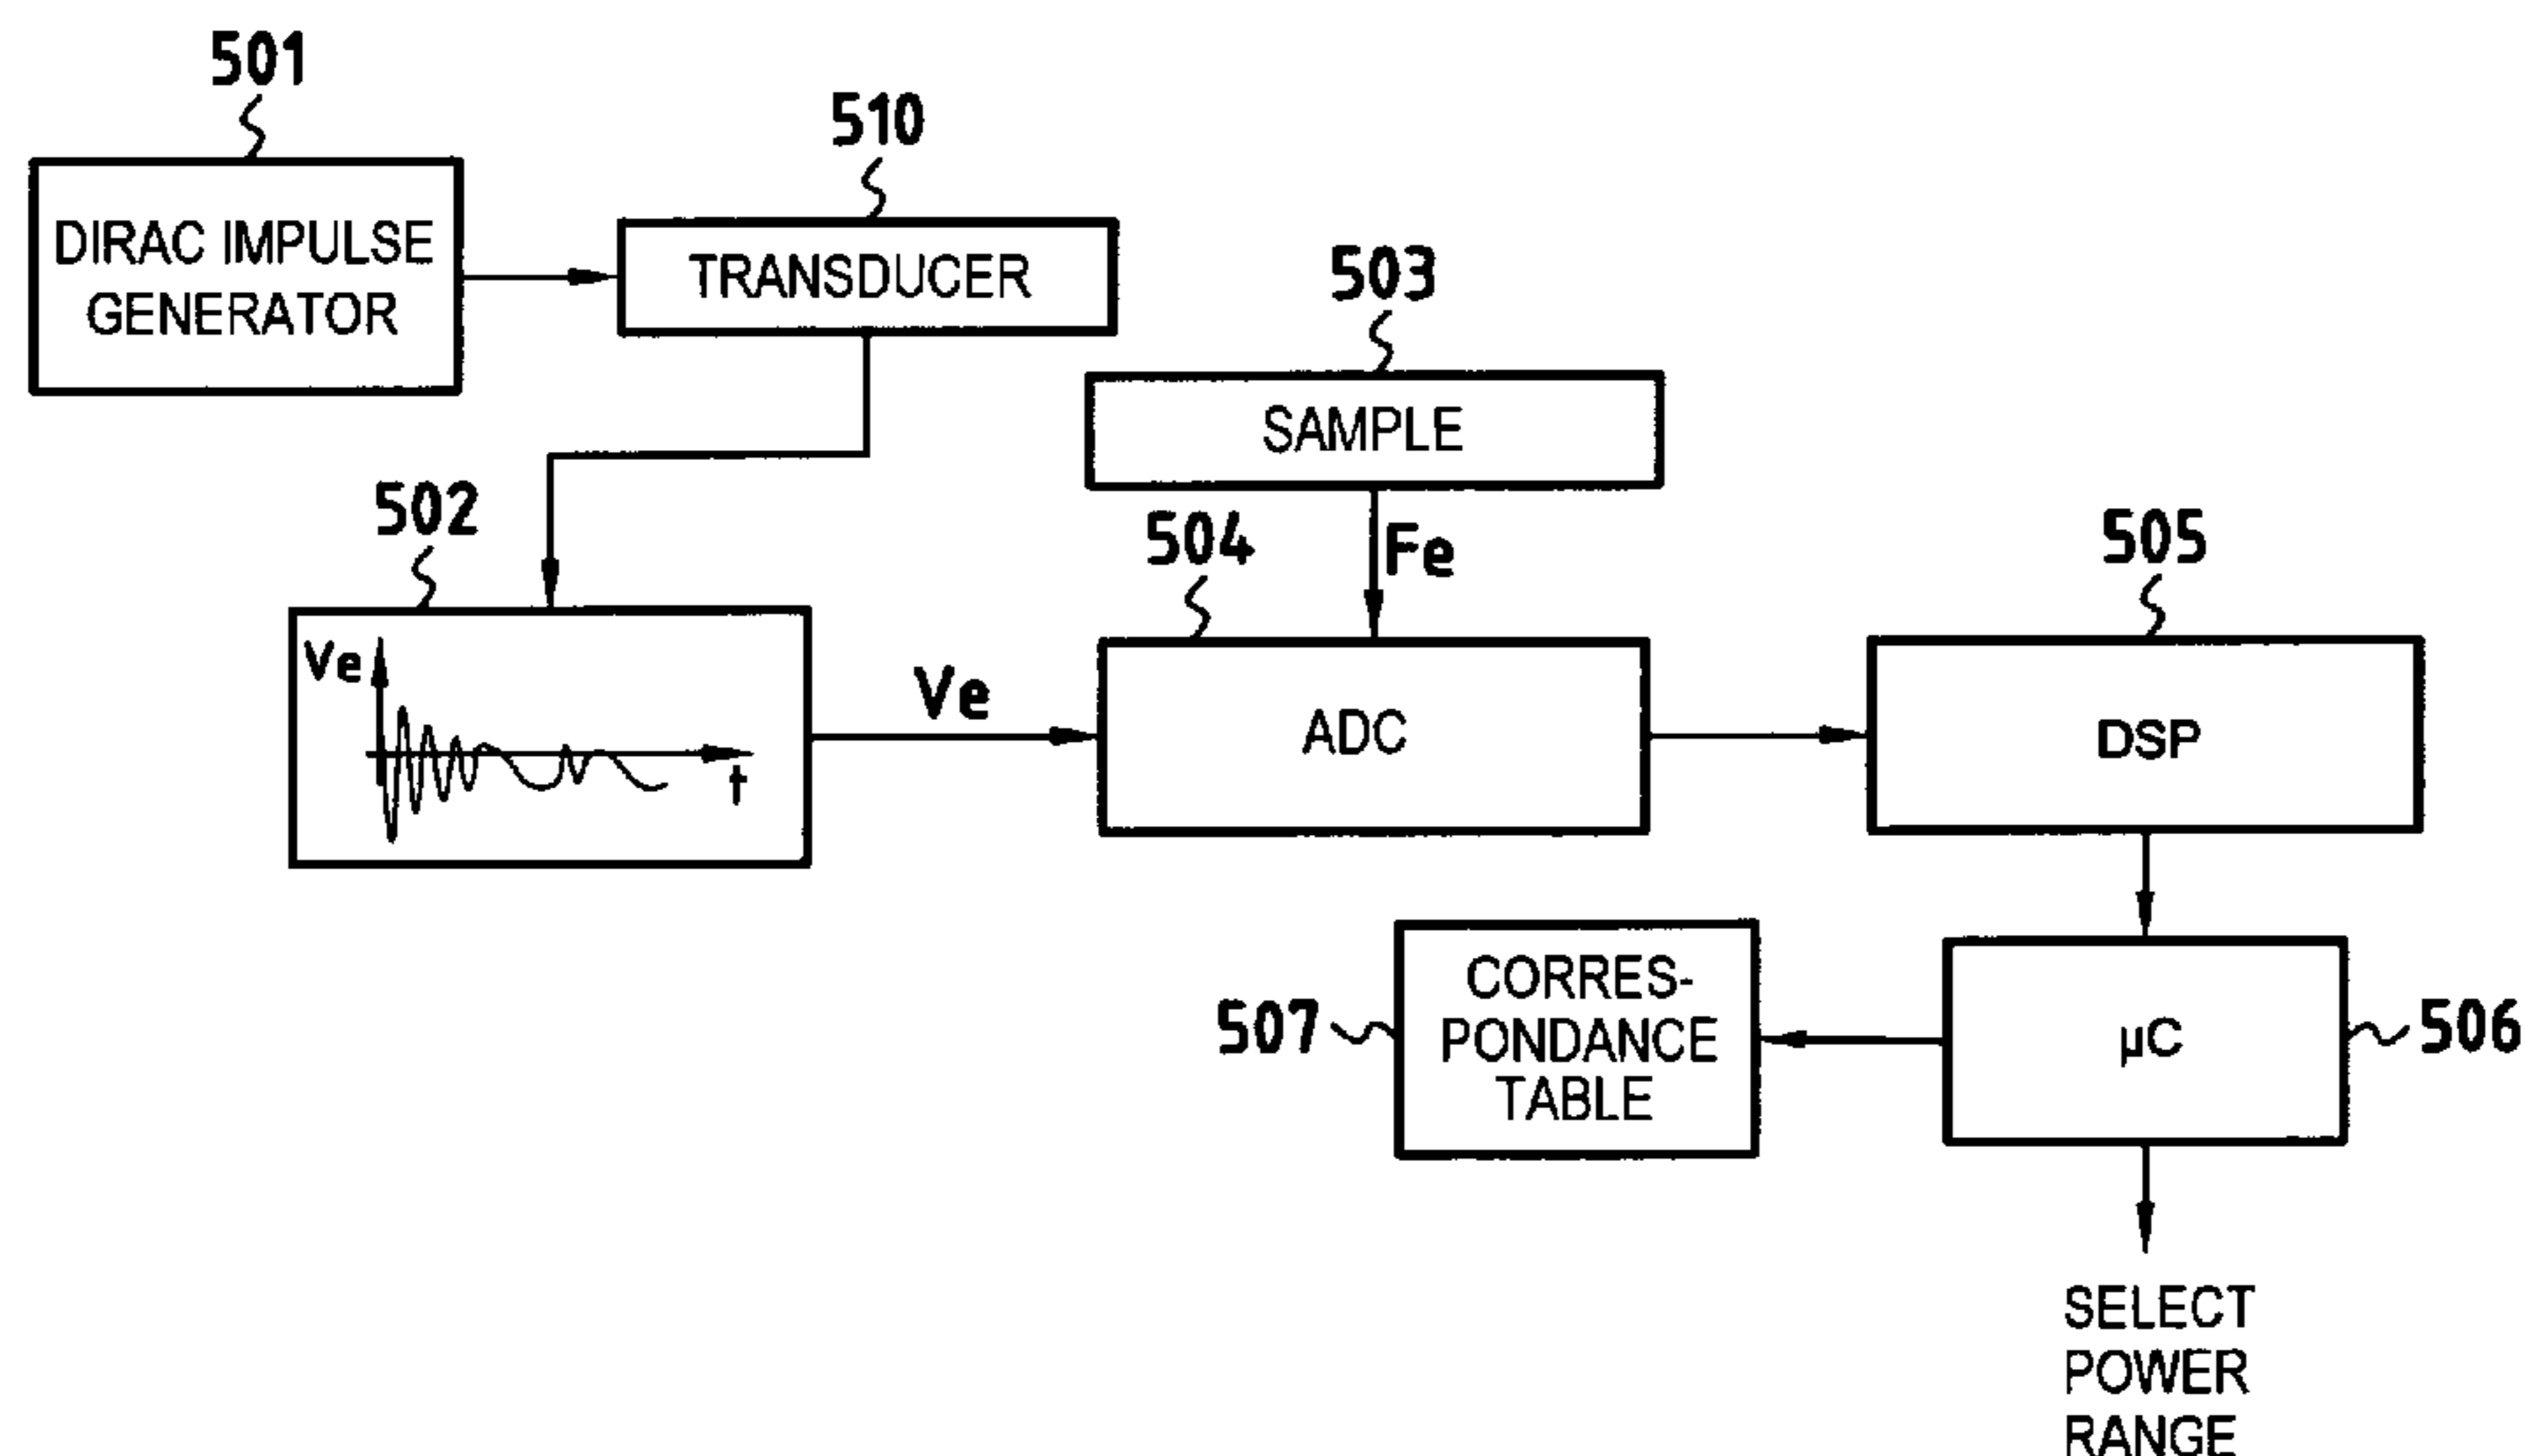 501
DIRAC IMPULSE
GENERATOR
510
TRANSDUCER
503
SAMPLE
Fe
502
Ve
t
Ve
504
ADC
505
DSP
507
CORRES-
PONDANCE
TABLE
µC
506
SELECT
POWER
RANGE